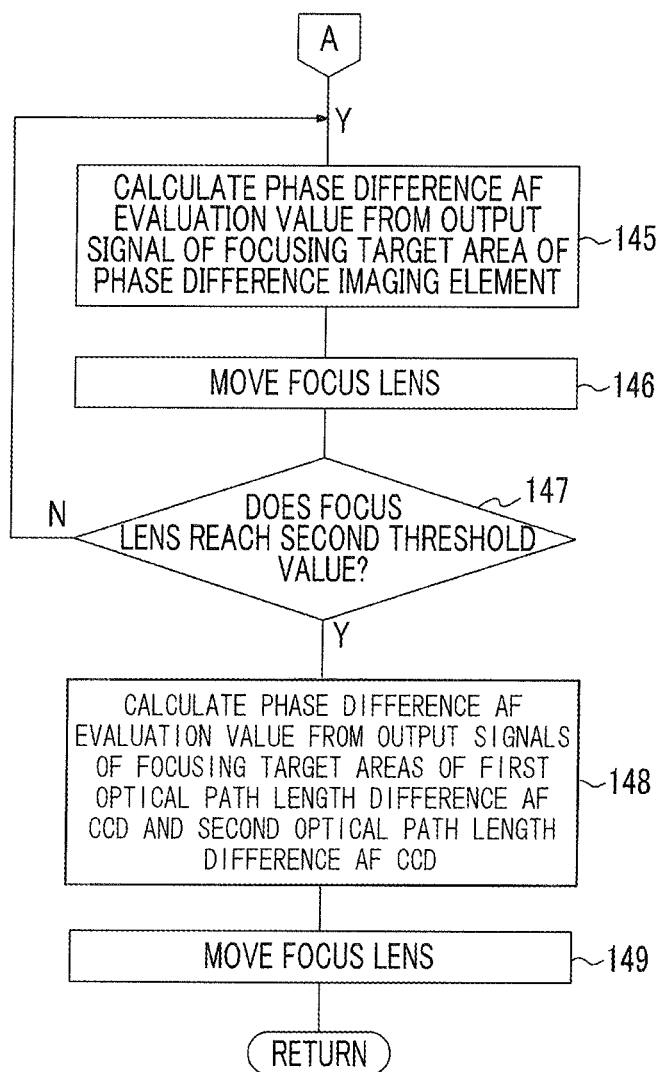 A
Y
CALCULATE PHASE DIFFERENCE AF
EVALUATION VALUE FROM OUTPUT
SIGNAL OF FOCUSING TARGET AREA OF
PHASE DIFFERENCE IMAGING ELEMENT
145
MOVE FOCUS LENS
146
147
N
DOES FOCUS
LENS REACH SECOND THRESHOLD
VALUE?
Y
CALCULATE PHASE DIFFERENCE AF
EVALUATION VALUE FROM OUTPUT SIGNALS
OF FOCUSING TARGET AREAS OF FIRST
OPTICAL PATH LENGTH DIFFERENCE AF
CCD AND SECOND OPTICAL PATH LENGTH
DIFFERENCE AF CCD
148
MOVE FOCUS LENS
149
RETURN